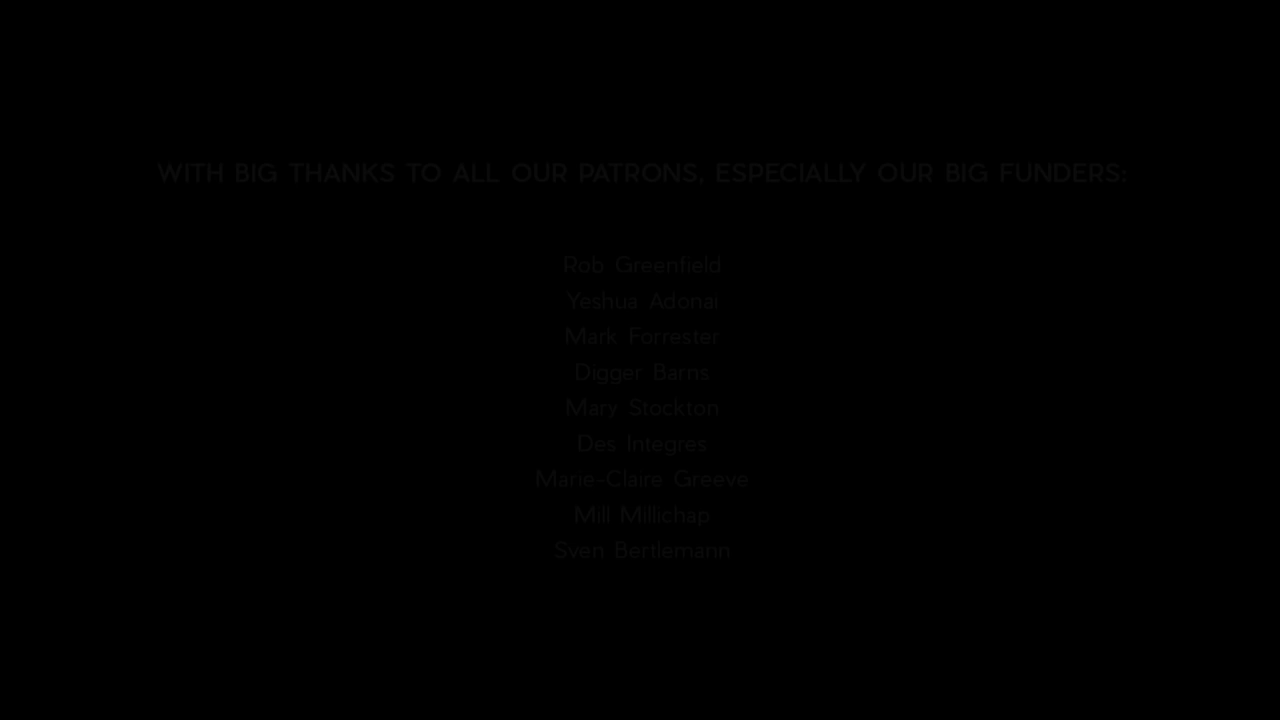 WITH BIG THANKS TO ALL OUR PATRONS, ESPECIALLY OUR BIG FUNDERS:
Rob Greenfield
Yeshua Adonai
Mark Forrester
Digger Barns
Mary Stockton
Des Integres
Marie-Claire Greeve
Mill Millichap
Sven Bertlemann